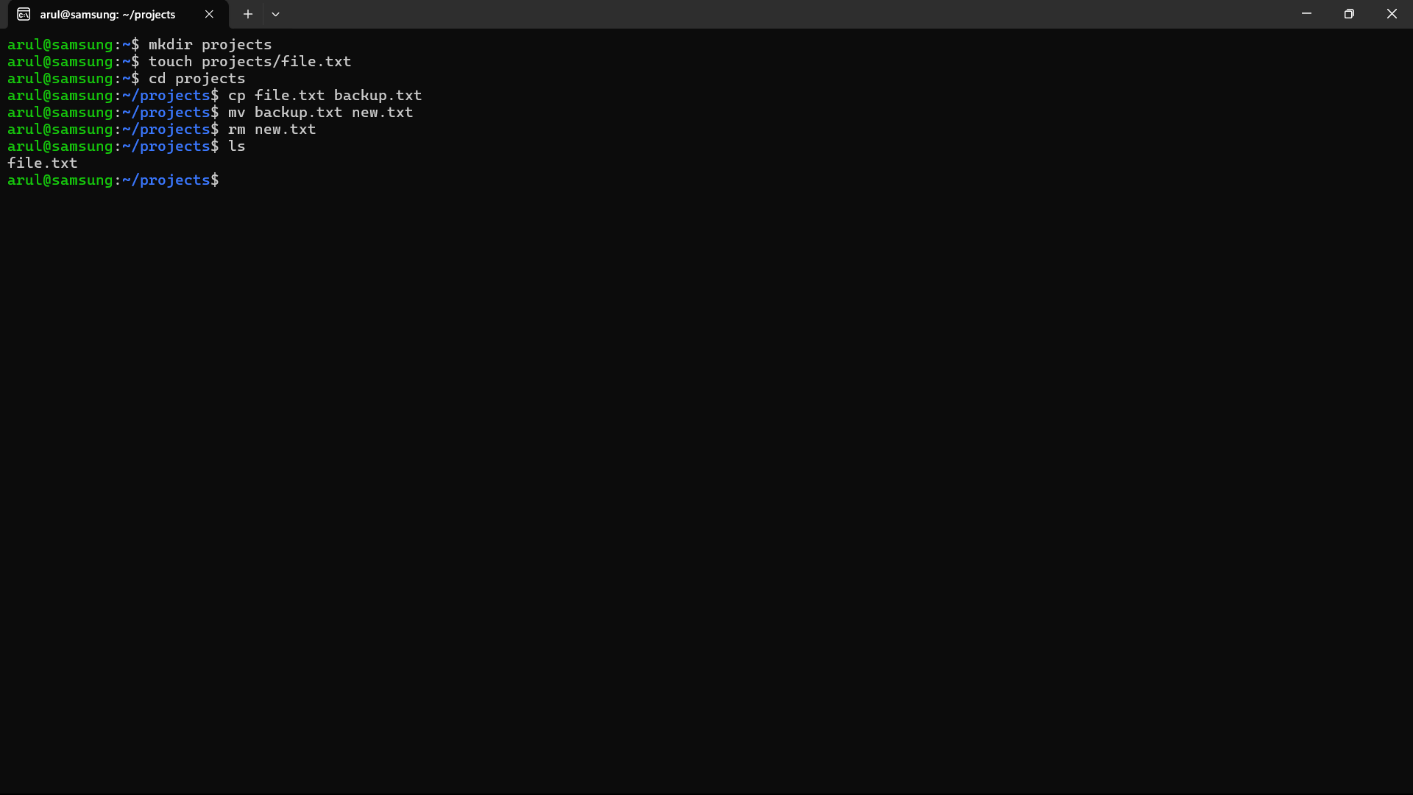 arul@samsung: ~/projects
arul@samsung:~$ mkdir projects
arul@samsung:~$ touch projects/file.txt
arul@samsung:~$ cd projects
arul@samsung:~/projects$ cp file.txt backup.txt
arul@samsung:~/projects$ mv backup.txt new.txt
arul@samsung:~/projects$ rm new.txt
arul@samsung:~/projects$ ls
file.txt
arul@samsung:~/projects$